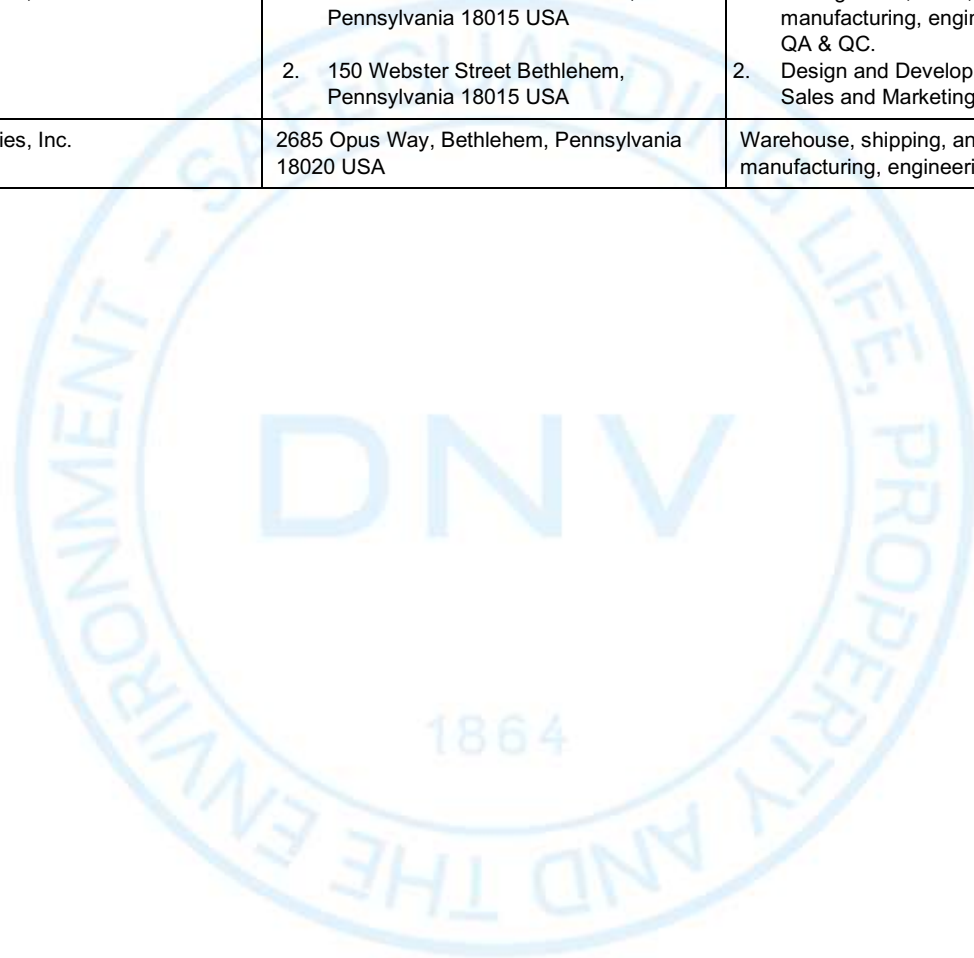 Pennsylvania 18015 USA
manufacturing, engin
QA & QC.
2. 150 Webster Street Bethlehem,
Pennsylvania 18015 USA
2. Design and Develop
Sales and Marketing
ies, Inc.
2685 Opus Way, Bethlehem, Pennsylvania
18020 USA
Warehouse, shipping, an
manufacturing, engineeri
SAFEGUARDING LIFE, PROPERTY AND THE ENVIRONMENT -
DNV
1864